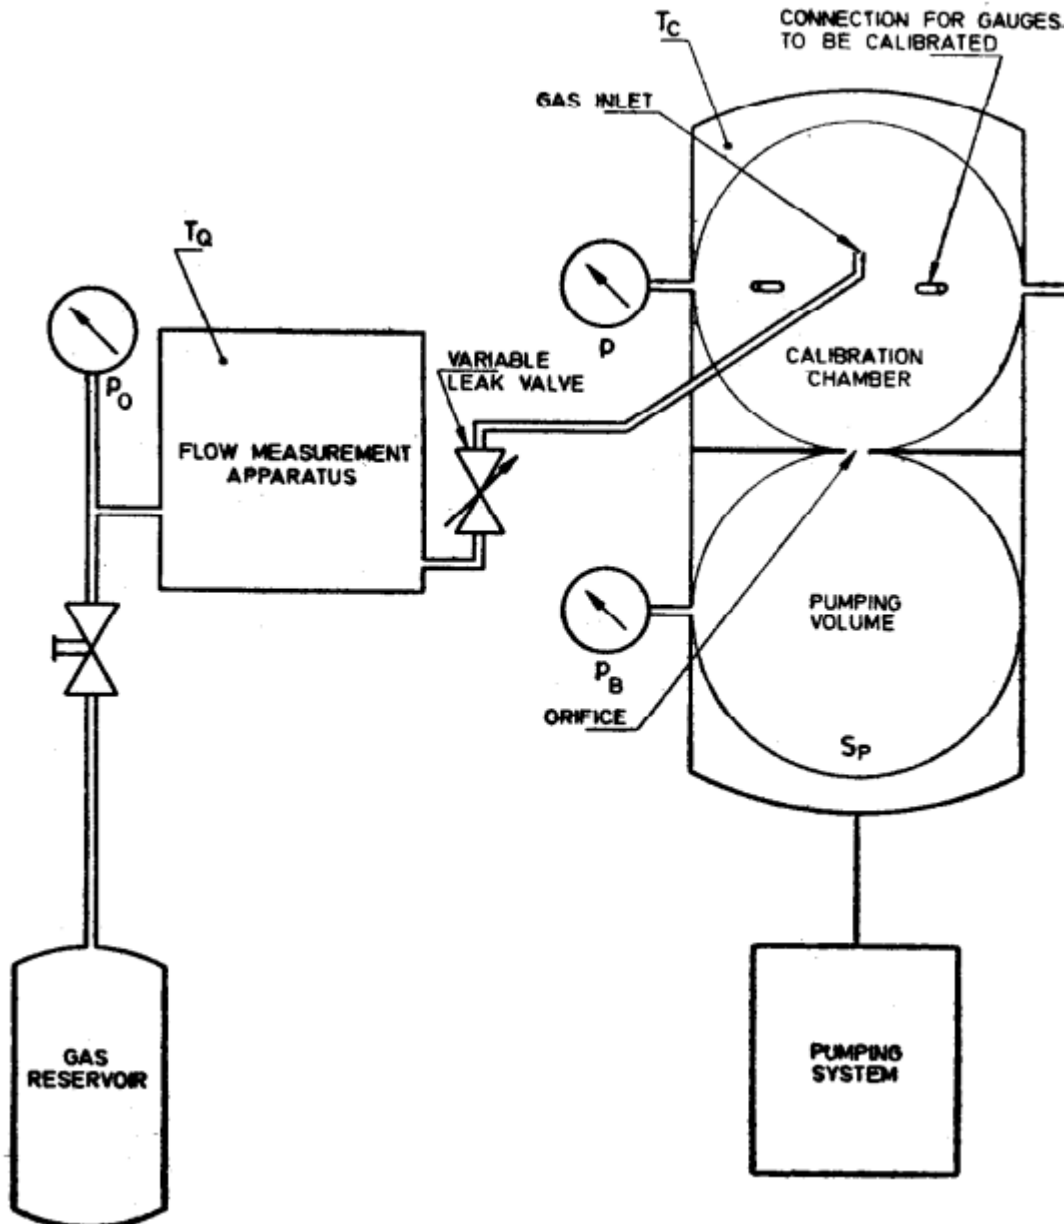 T_C
CONNECTION FOR GAUGES
TO BE CALIBRATED
GAS INLET
T_Q
P_O
VARIABLE
LEAK VALVE
P
CALIBRATION
CHAMBER
FLOW MEASUREMENT
APPARATUS
P_B
PUMPING
VOLUME
ORIFICE
S_P
GAS
RESERVOIR
PUMPING
SYSTEM